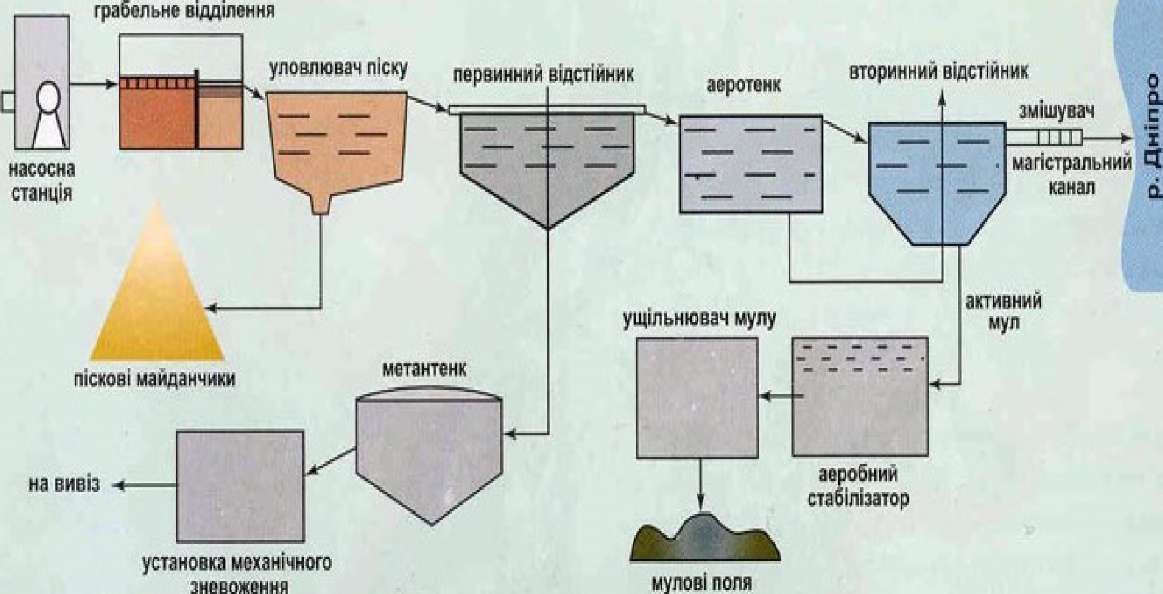 грабельне відділення
уловлювач піску
первинний відстійник
аеротенк
вторинний відстійник
змішувач
магістральний
канал
р. Дніпро
насосна
станція
активний
мул
ущільнювач мулу
піскові майданчики
метантенк
аеробний
стабілізатор
на вивіз
установка механічного
зневоження
мулові поля